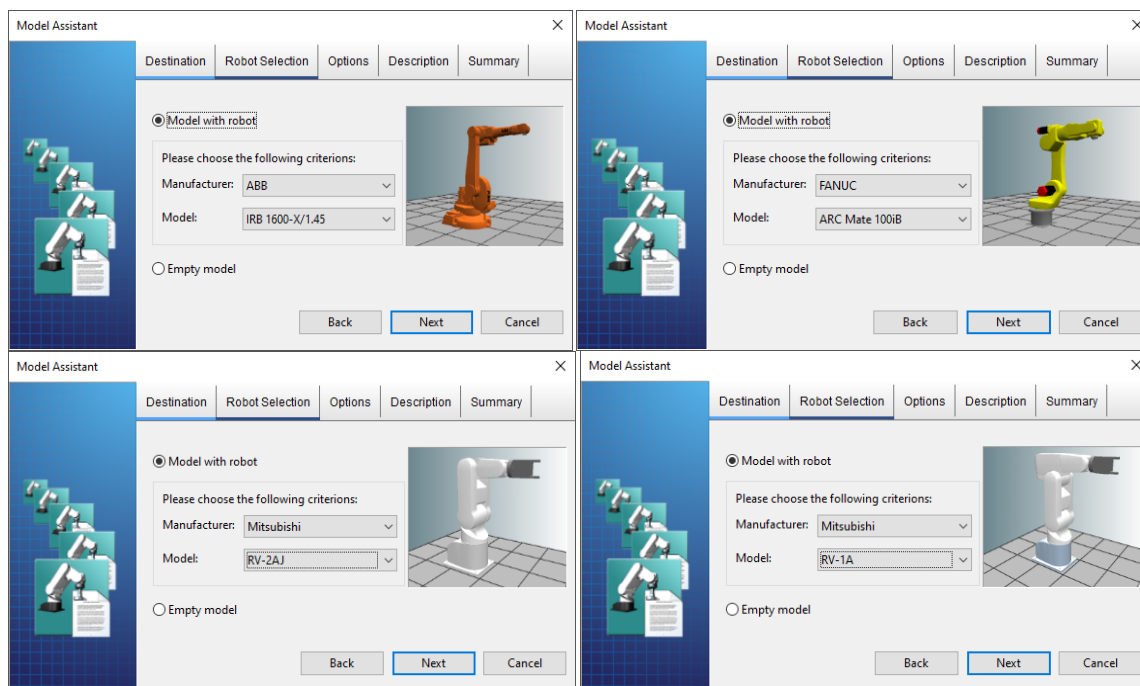 Model Assistant
Destination Robot Selection Options Description Summary
Model with robot
Please choose the following criterions:
Manufacturer: ABB
Model: IRB 1600-X/1.45
Empty model
Back Next Cancel
Model Assistant
Destination Robot Selection Options Description Summary
Model with robot
Please choose the following criterions:
Manufacturer: FANUC
Model: ARC Mate 100iB
Empty model
Back Next Cancel
Model Assistant
Destination Robot Selection Options Description Summary
Model with robot
Please choose the following criterions:
Manufacturer: Mitsubishi
Model: RV-2AJ
Empty model
Back Next Cancel
Model Assistant
Destination Robot Selection Options Description Summary
Model with robot
Please choose the following criterions:
Manufacturer: Mitsubishi
Model: RV-1A
Empty model
Back Next Cancel